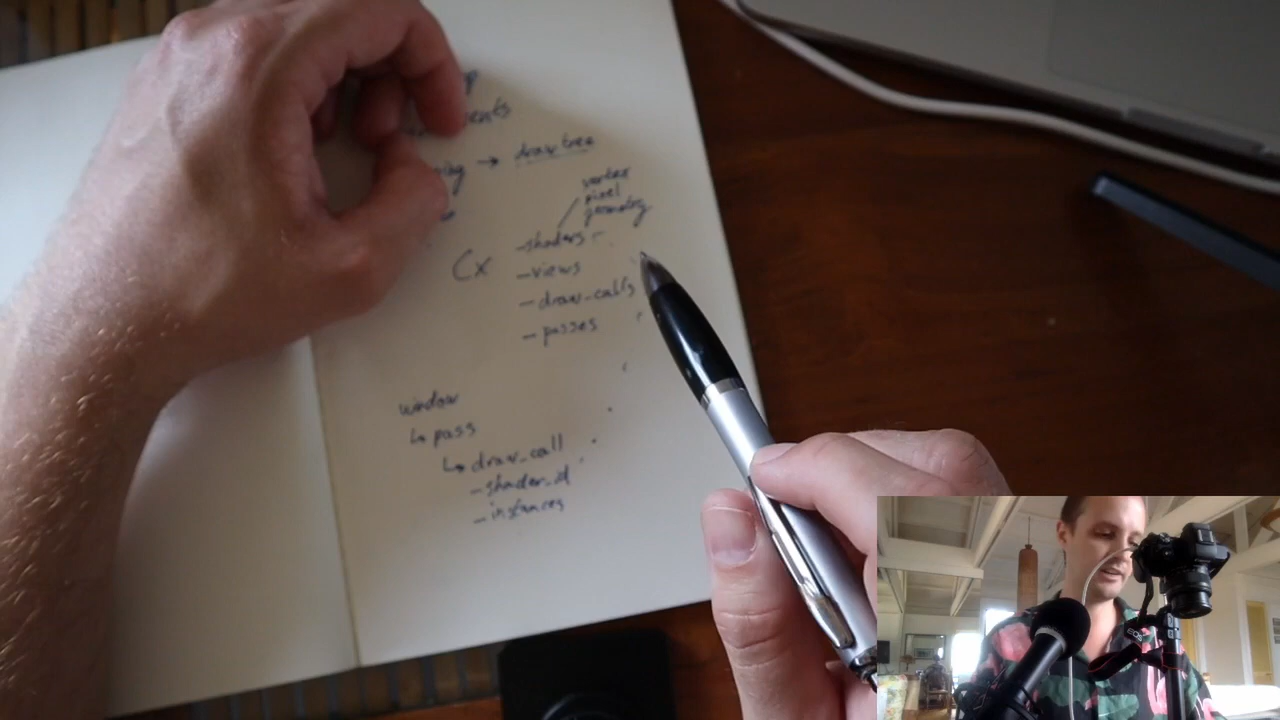 → draw tree
vertex
pixel
geometry
Cx
- shaders -
- views
- draw_calls
- passes
window
↳ pass
↳ draw_call
- shader_id
- instances